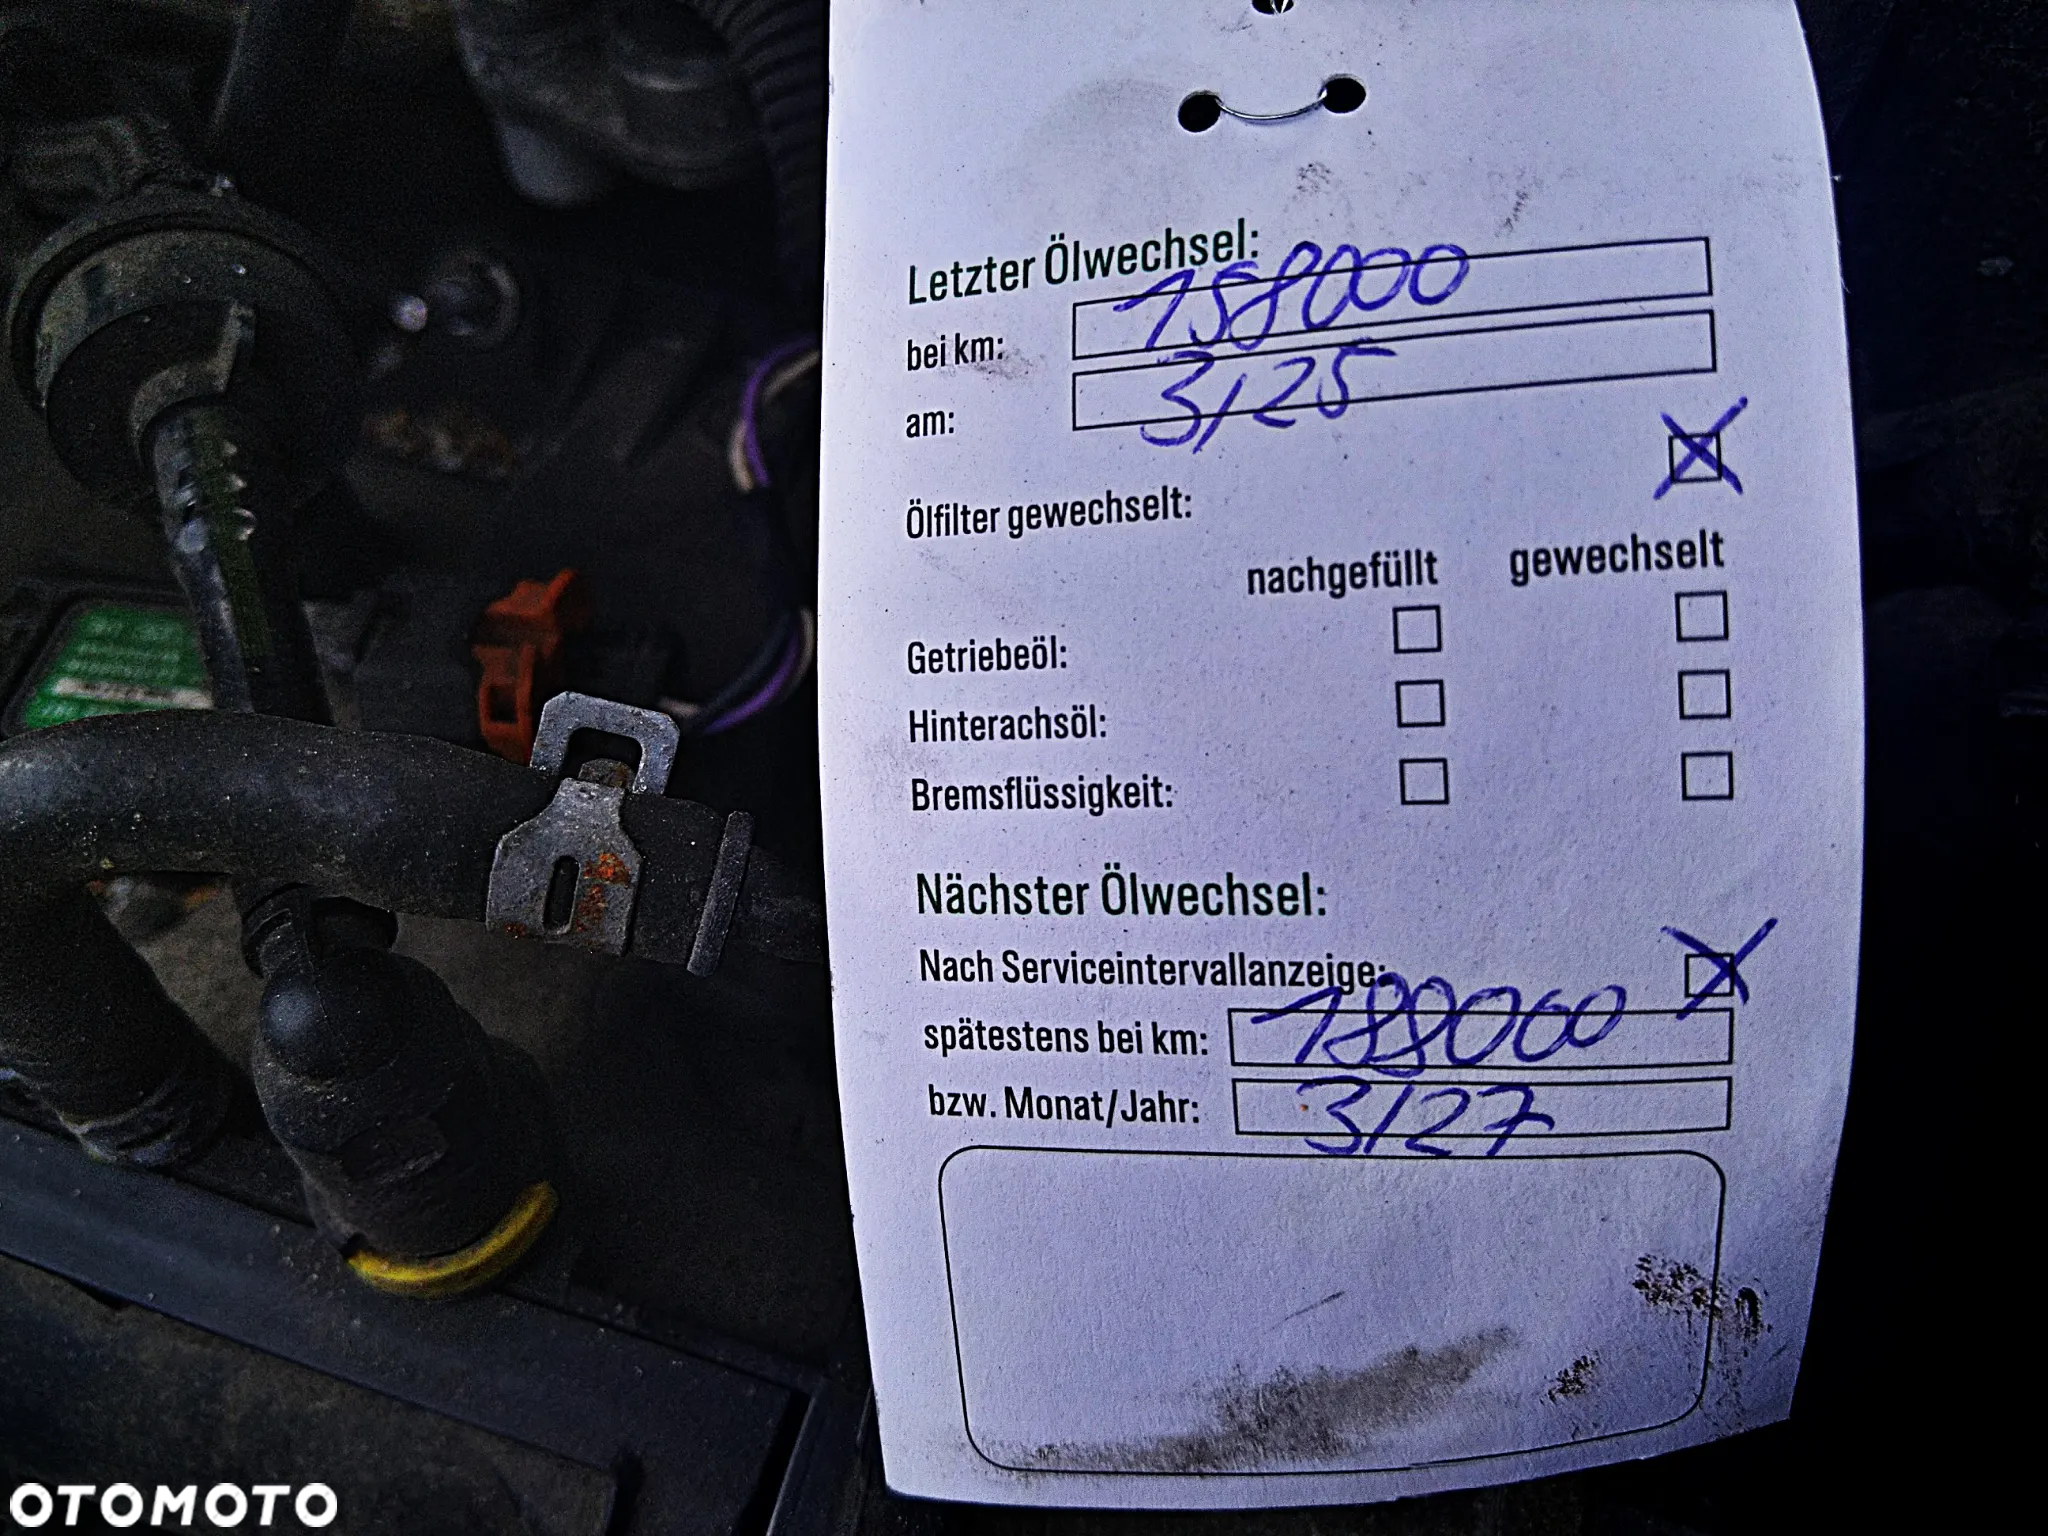 Letzter Ölwechsel:
bei km: 158000
am: 3/25
Ölfilter gewechselt:
nachgefüllt gewechselt
Getriebeöl:
Hinterachsöl:
Bremsflüssigkeit:
Nächster Ölwechsel:
Nach Serviceintervallanzeige:
spätestens bei km: 188000
bzw. Monat/Jahr: 3/27
OTOMOTO